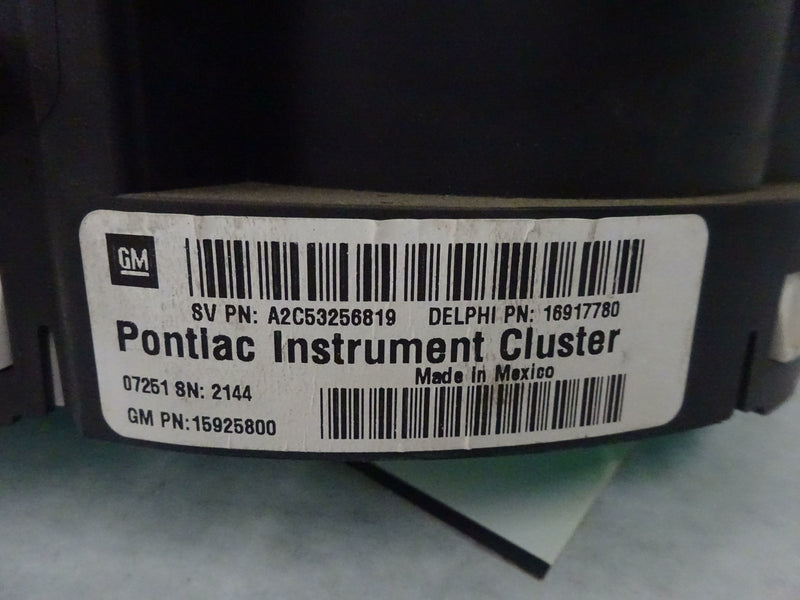 GM
SV PN: A2C53256819 DELPHI PN: 16917780
Pontiac Instrument Cluster
Made in Mexico
07251 SN: 2144
GM PN:15925800